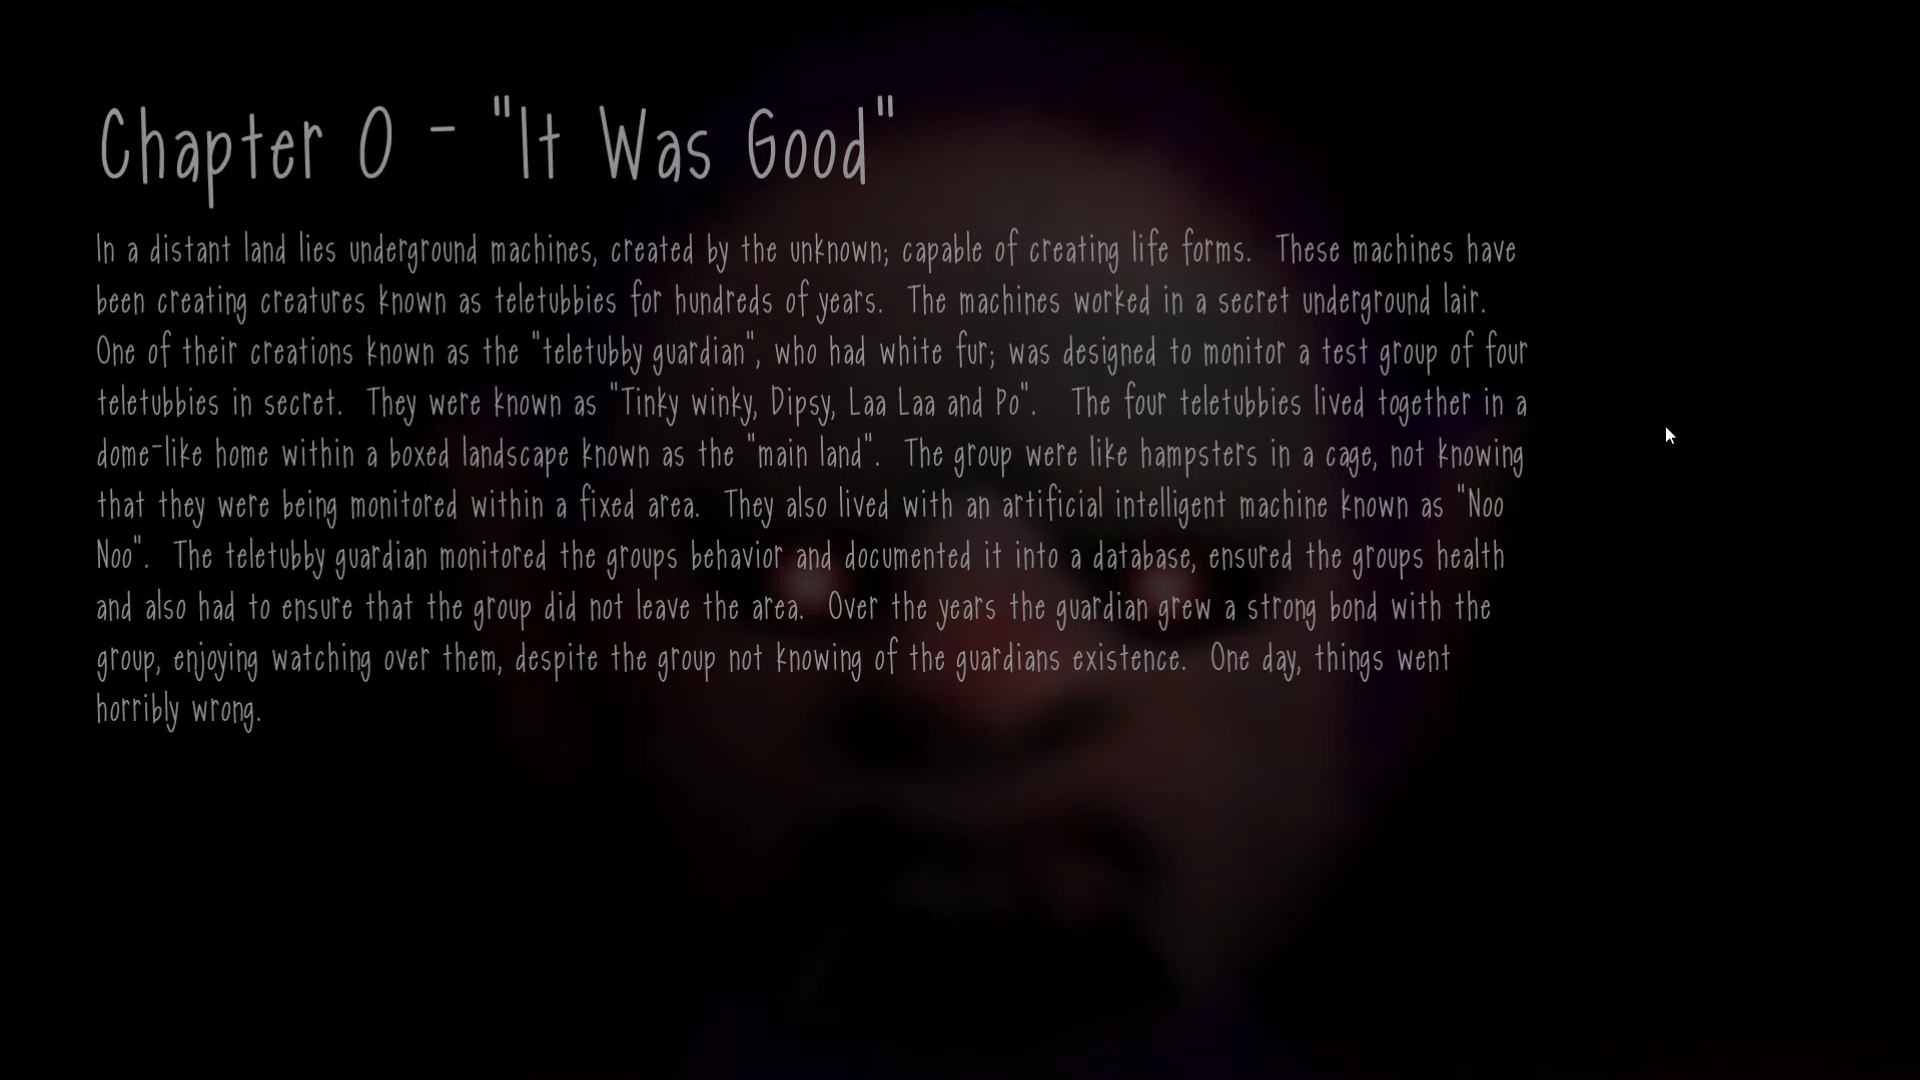 Chapter 0 - "It Was Good"
In a distant land lies underground machines, created by the unknown; capable of creating life forms. These machines have
been creating creatures known as teletubbies for hundreds of years. The machines worked in a secret underground lair.
One of their creations known as the "teletubby guardian", who had white fur; was designed to monitor a test group of four
teletubbies in secret. They were known as "Tinky winky, Dipsy, Laa Laa and Po". The four teletubbies lived together in a
dome-like home within a boxed landscape known as the "main land". The group were like hampsters in a cage, not knowing
that they were being monitored within a fixed area. They also lived with an artificial intelligent machine known as "Noo
Noo". The teletubby guardian monitored the groups behavior and documented it into a database, ensured the groups health
and also had to ensure that the group did not leave the area. Over the years the guardian grew a strong bond with the
group, enjoying watching over them, despite the group not knowing of the guardians existence. One day, things went
horribly wrong.